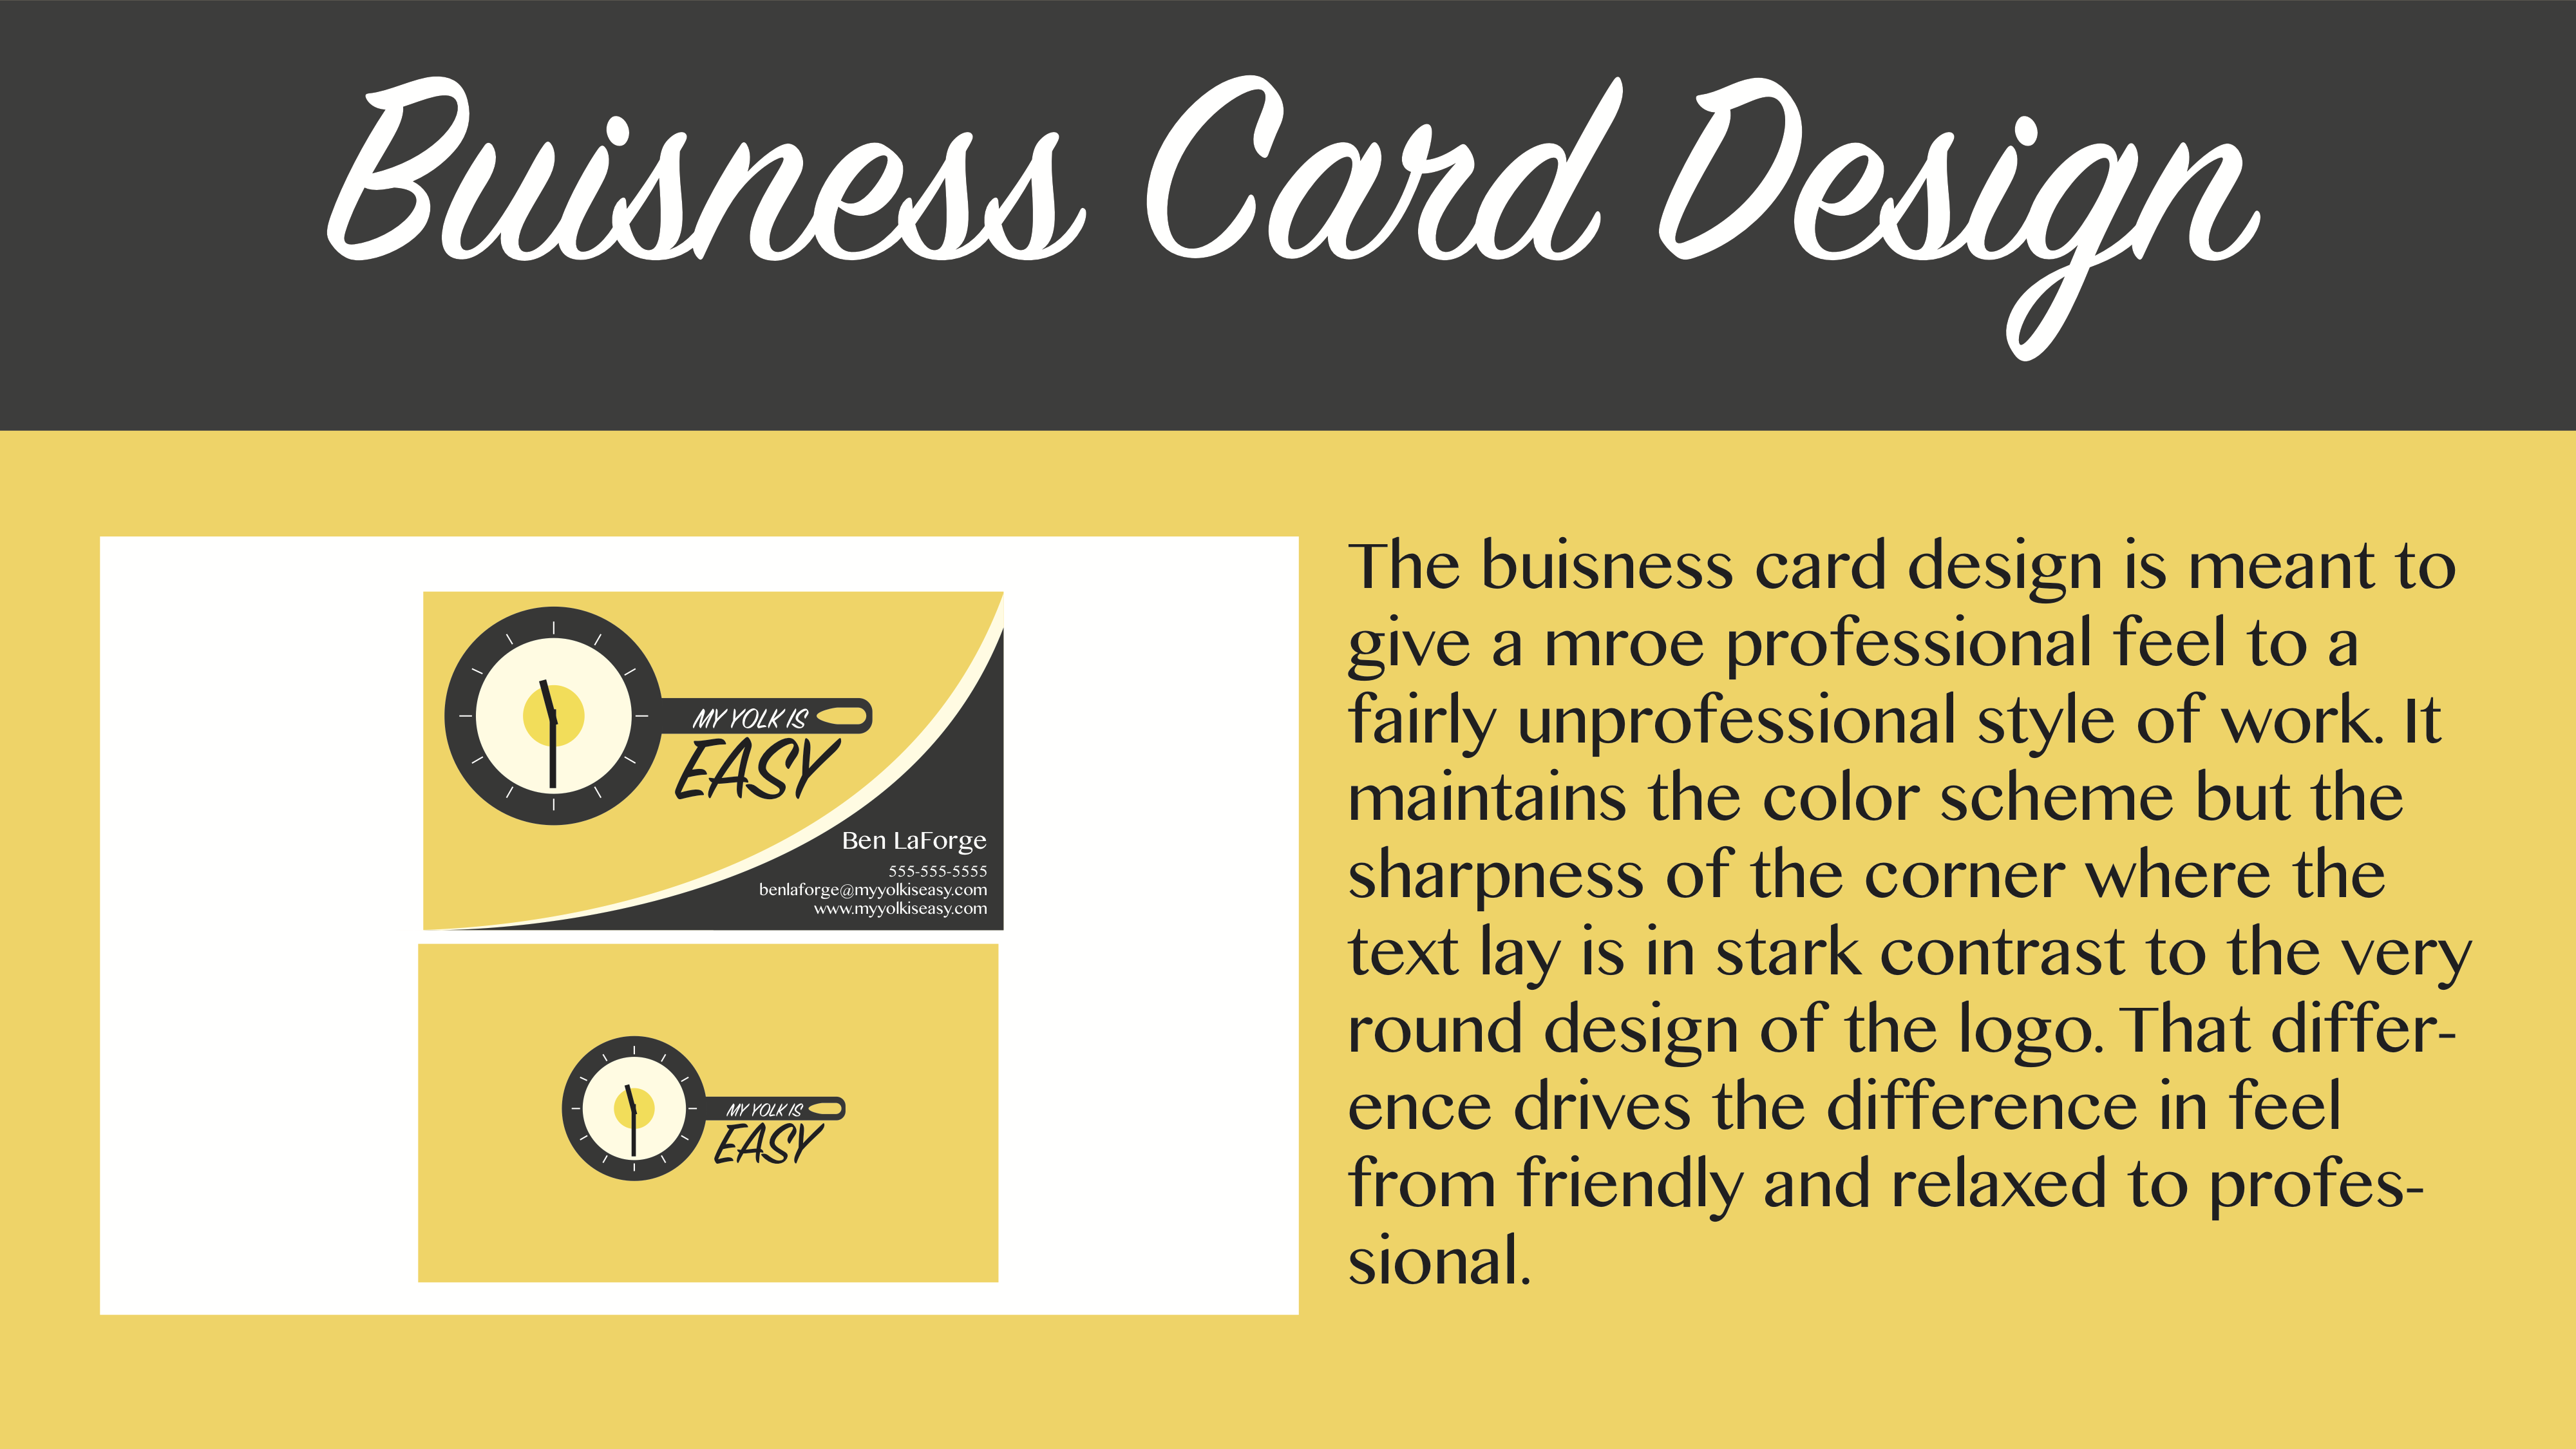 Buisness Card Design
MY YOLK IS
EASY
Ben LaForge
555-555-5555
benlaforge@myyolkiseasy.com
www.myyolkiseasy.com
MY YOLK IS
EASY
The buisness card design is meant to
give a mroe professional feel to a
fairly unprofessional style of work. It
maintains the color scheme but the
sharpness of the corner where the
text lay is in stark contrast to the very
round design of the logo. That differ-
ence drives the difference in feel
from friendly and relaxed to profes-
sional.